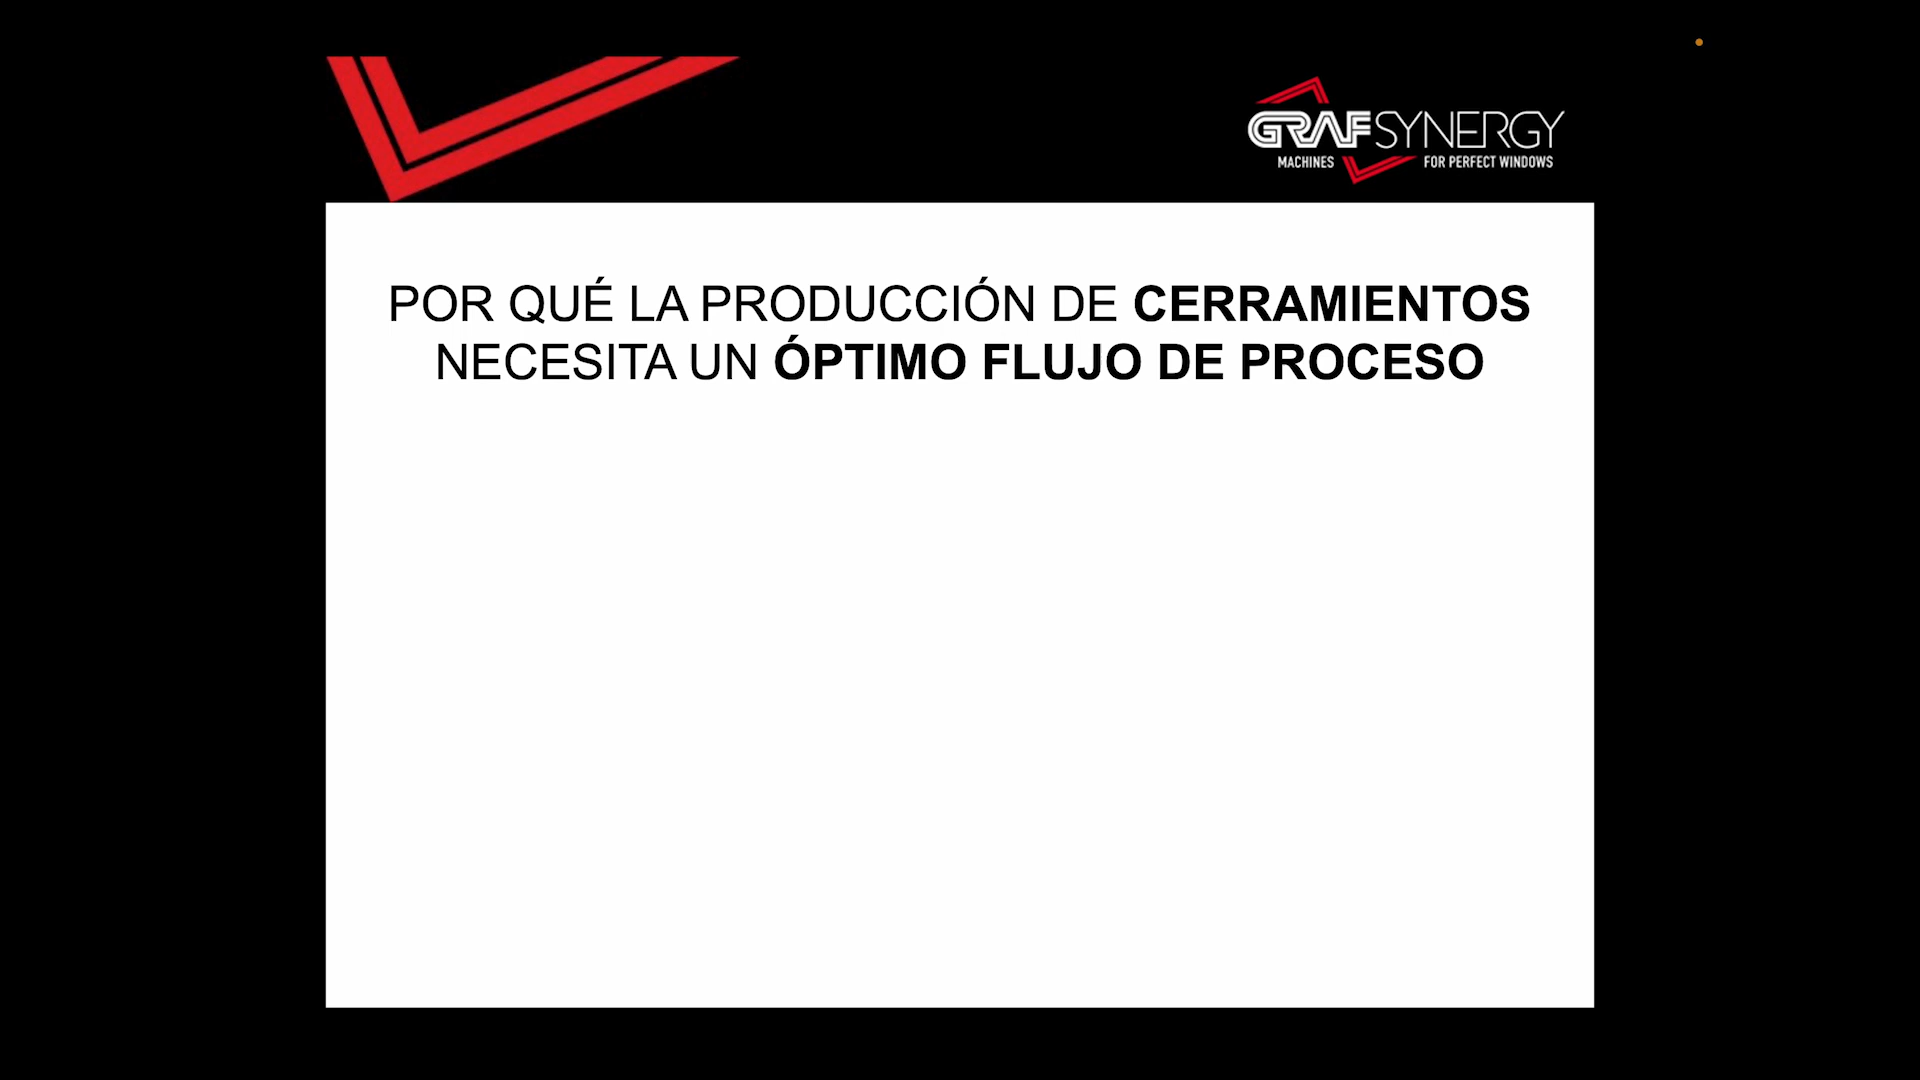 GRAFSYNERGY
MACHINES FOR PERFECT WINDOWS
POR QUÉ LA PRODUCCIÓN DE CERRAMIENTOS
NECESITA UN ÓPTIMO FLUJO DE PROCESO